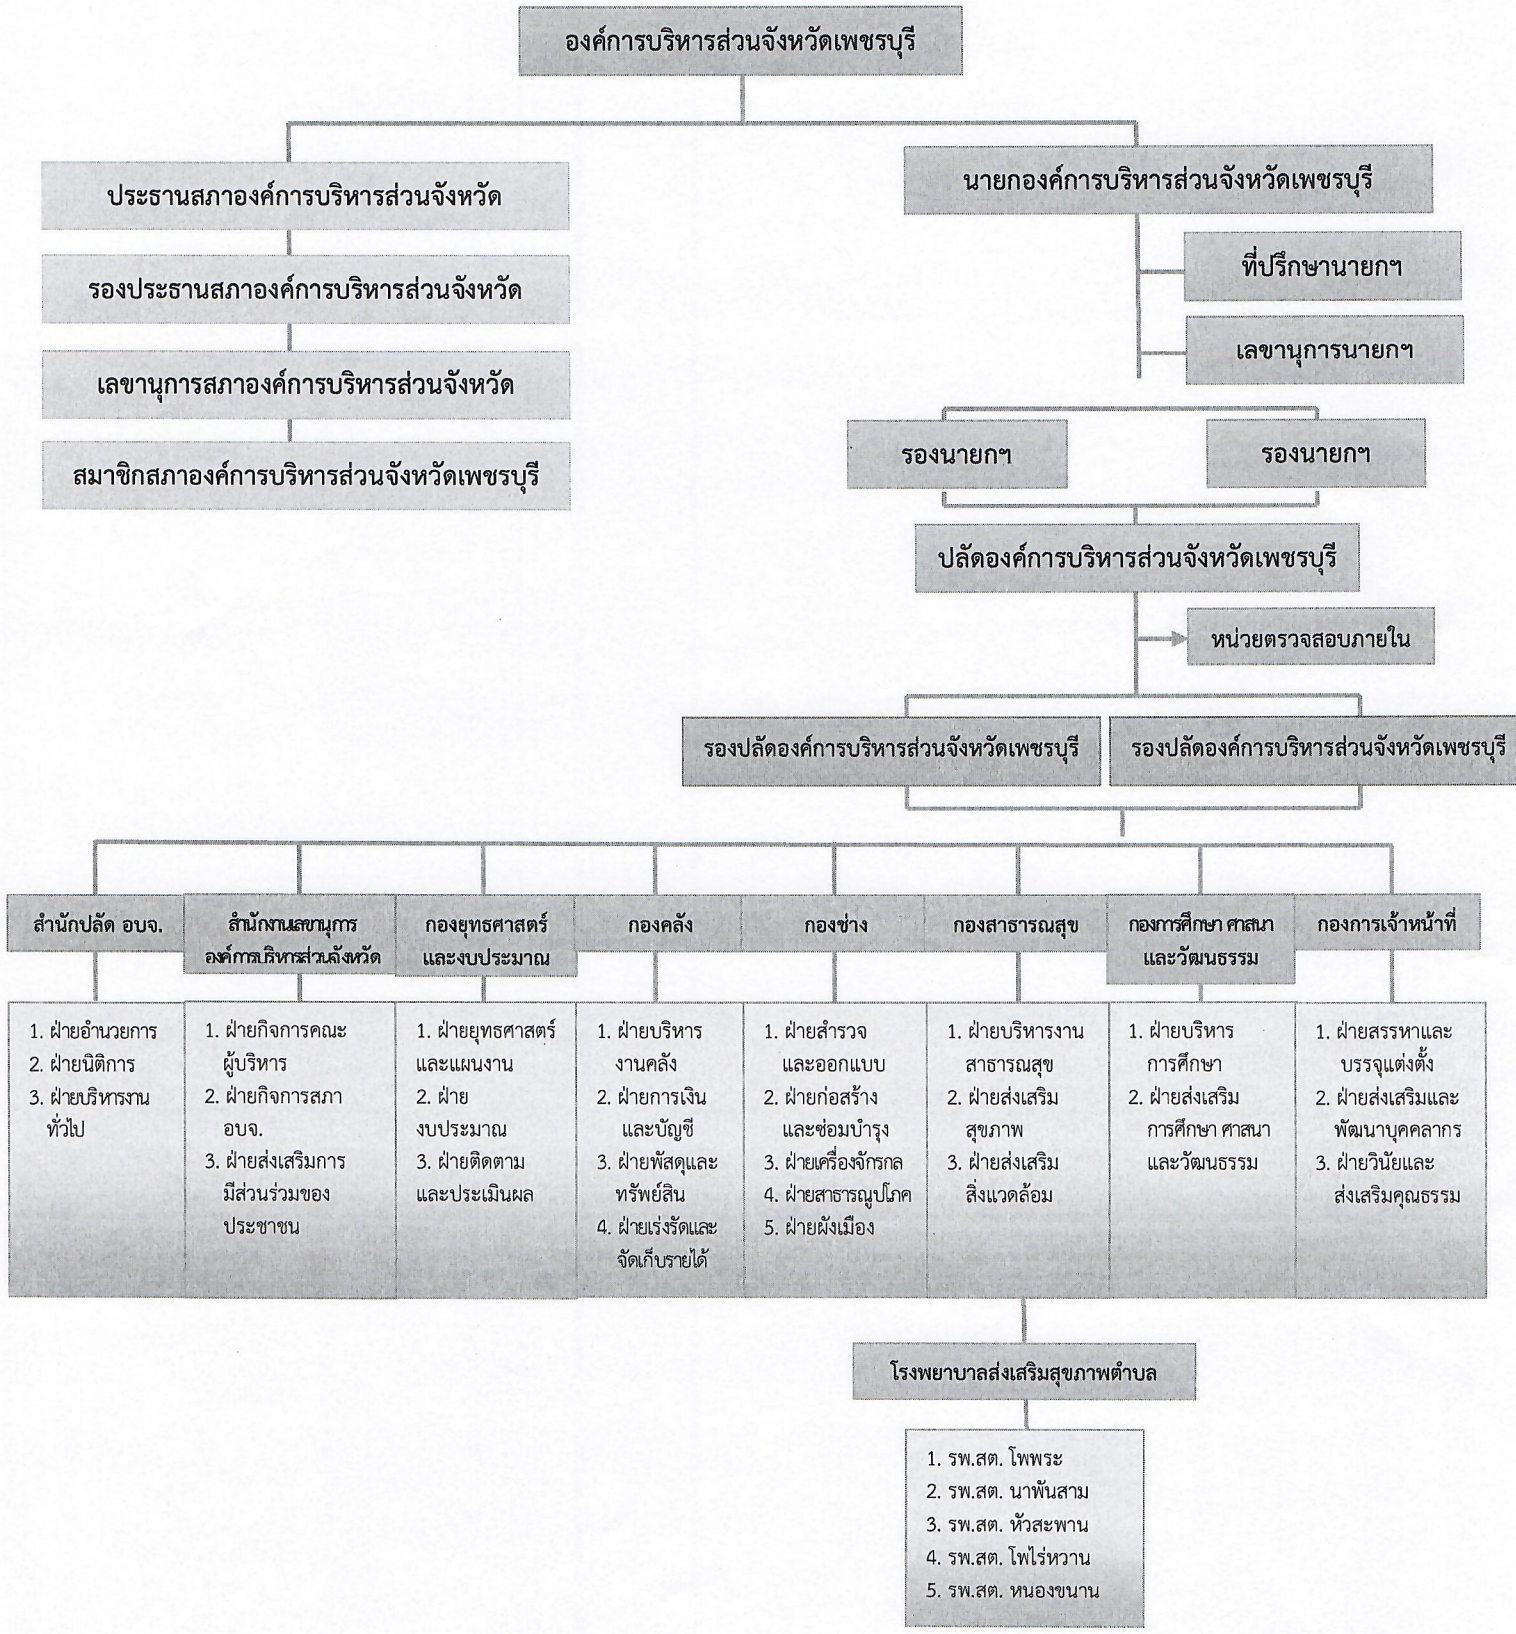 องค์การบริหารส่วนจังหวัดเพชรบุรี
ประธานสภาองค์การบริหารส่วนจังหวัด
รองประธานสภาองค์การบริหารส่วนจังหวัด
เลขานุการสภาองค์การบริหารส่วนจังหวัด
สมาชิกสภาองค์การบริหารส่วนจังหวัดเพชรบุรี
นายกองค์การบริหารส่วนจังหวัดเพชรบุรี
ที่ปรึกษานายกฯ
เลขานุการนายกฯ
รองนายกฯ
รองนายกฯ
ปลัดองค์การบริหารส่วนจังหวัดเพชรบุรี
หน่วยตรวจสอบภายใน
รองปลัดองค์การบริหารส่วนจังหวัดเพชรบุรี
รองปลัดองค์การบริหารส่วนจังหวัดเพชรบุรี
สำนักปลัด อบจ.
1. ฝ่ายอำนวยการ
2. ฝ่ายนิติการ
3. ฝ่ายบริหารงาน
ทั่วไป
สำนักงานเลขานุการ
องค์การบริหารส่วนจังหวัด
1. ฝ่ายกิจการคณะ
ผู้บริหาร
2. ฝ่ายกิจการสภา
อบจ.
3. ฝ่ายส่งเสริมการ
มีส่วนร่วมของ
ประชาชน
กองยุทธศาสตร์
และงบประมาณ
1. ฝ่ายยุทธศาสตร์
และแผนงาน
2. ฝ่าย
งบประมาณ
3. ฝ่ายติดตาม
และประเมินผล
กองคลัง
1. ฝ่ายบริหาร
งานคลัง
2. ฝ่ายการเงิน
และบัญชี
3. ฝ่ายพัสดุและ
ทรัพย์สิน
4. ฝ่ายเร่งรัดและ
จัดเก็บรายได้
กองช่าง
1. ฝ่ายสำรวจ
และออกแบบ
2. ฝ่ายก่อสร้าง
และซ่อมบำรุง
3. ฝ่ายเครื่องจักรกล
4. ฝ่ายสาธารณูปโภค
5. ฝ่ายผังเมือง
กองสาธารณสุข
1. ฝ่ายบริหารงาน
สาธารณสุข
2. ฝ่ายส่งเสริม
สุขภาพ
3. ฝ่ายส่งเสริม
สิ่งแวดล้อม
กองการศึกษา ศาสนา
และวัฒนธรรม
1. ฝ่ายบริหาร
การศึกษา
2. ฝ่ายส่งเสริม
การศึกษา ศาสนา
และวัฒนธรรม
กองการเจ้าหน้าที่
1. ฝ่ายสรรหาและ
บรรจุแต่งตั้ง
2. ฝ่ายส่งเสริมและ
พัฒนาบุคคลากร
3. ฝ่ายวินัยและ
ส่งเสริมคุณธรรม
โรงพยาบาลส่งเสริมสุขภาพตำบล
1. รพ.สต. โพพระ
2. รพ.สต. นาพันสาม
3. รพ.สต. หัวสะพาน
4. รพ.สต. โพไร่หวาน
5. รพ.สต. หนองขนาน